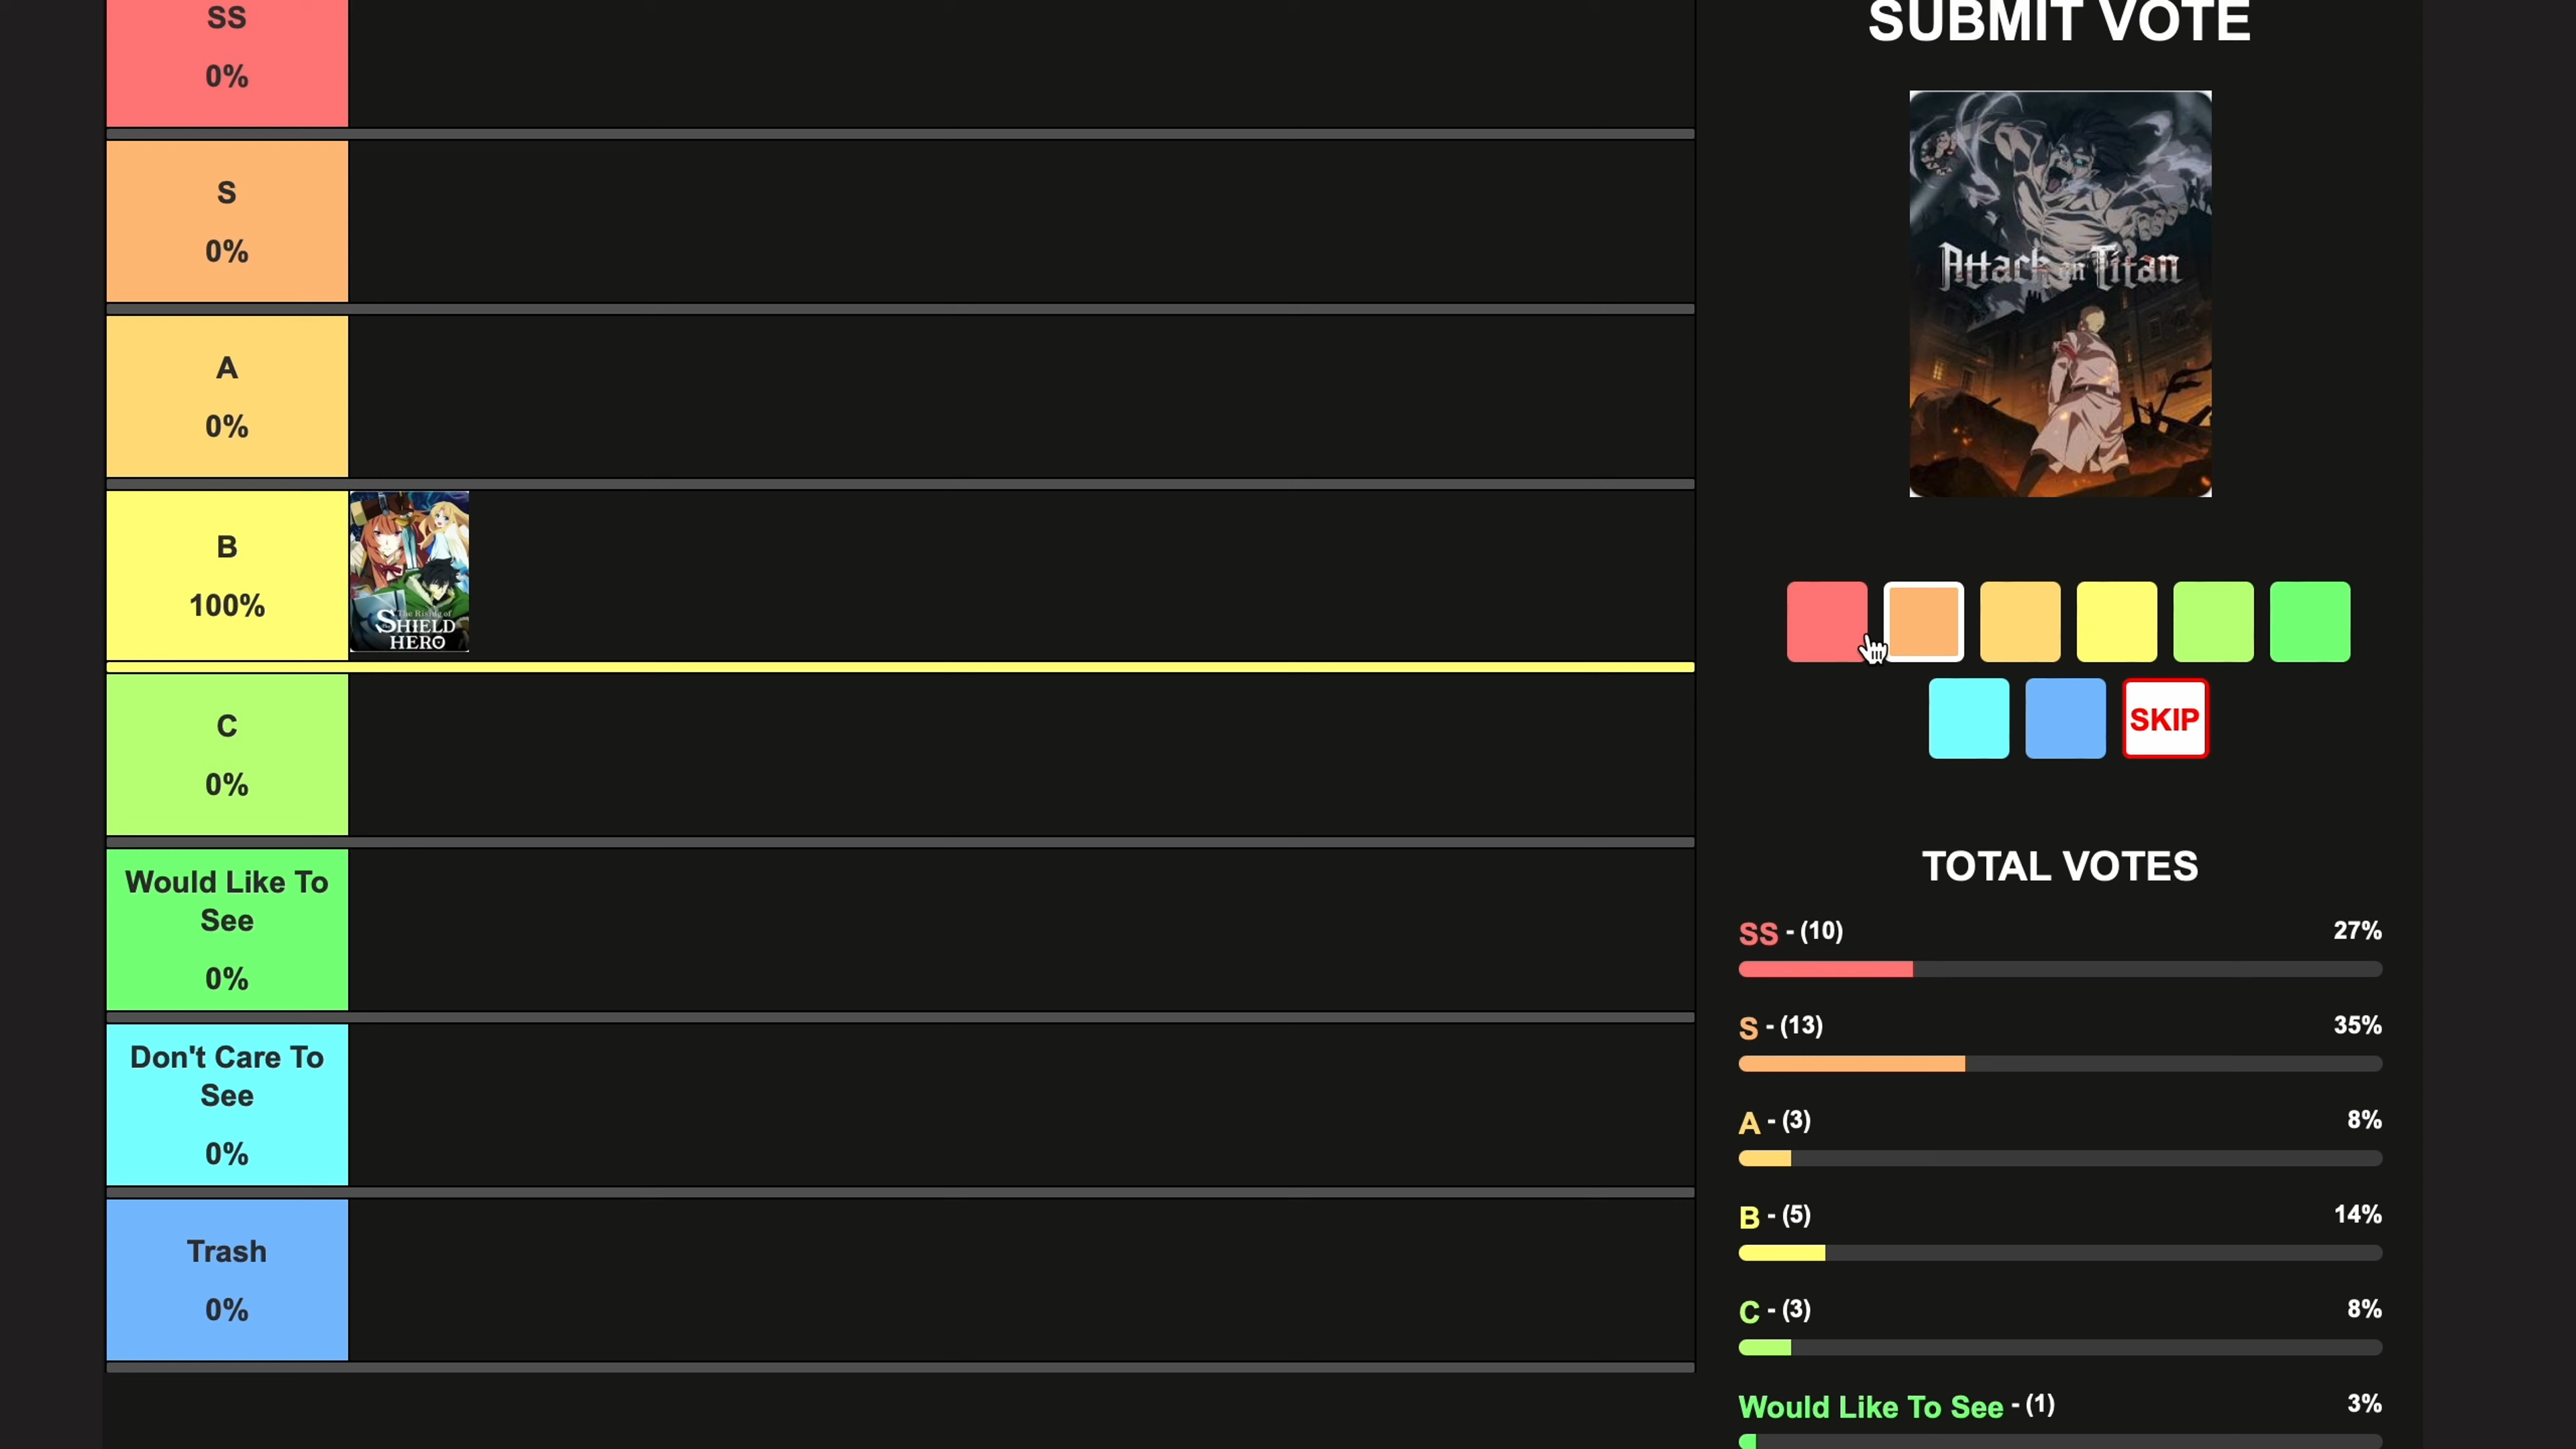 SS
0%
S
0%
A
0%
B
100%
The Rising of
SHIELD
HERO
C
0%
Would Like To
See
0%
Don't Care To
See
0%
Trash
0%
SUBMIT VOTE
Attack on Titan
SKIP
TOTAL VOTES
SS - (10) 27%
S - (13) 35%
A - (3) 8%
B - (5) 14%
C - (3) 8%
Would Like To See - (1) 3%